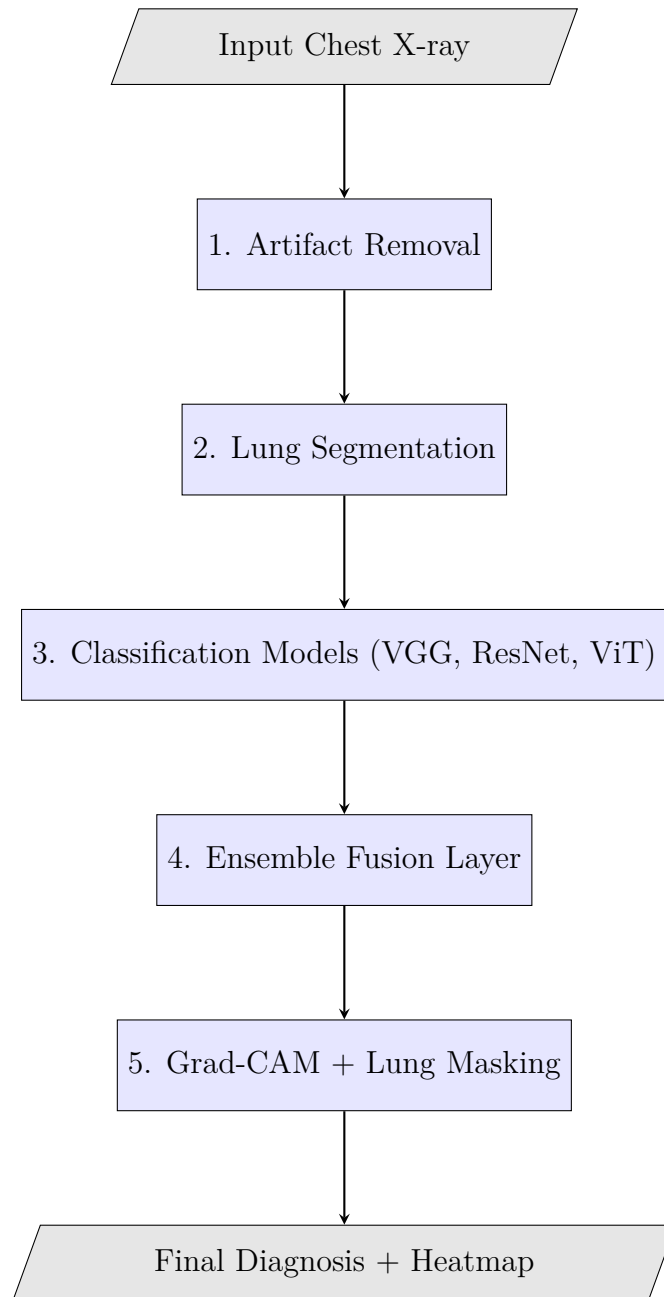 Input Chest X-ray
1. Artifact Removal
2. Lung Segmentation
3. Classification Models (VGG, ResNet, ViT)
4. Ensemble Fusion Layer
5. Grad-CAM + Lung Masking
Final Diagnosis + Heatmap